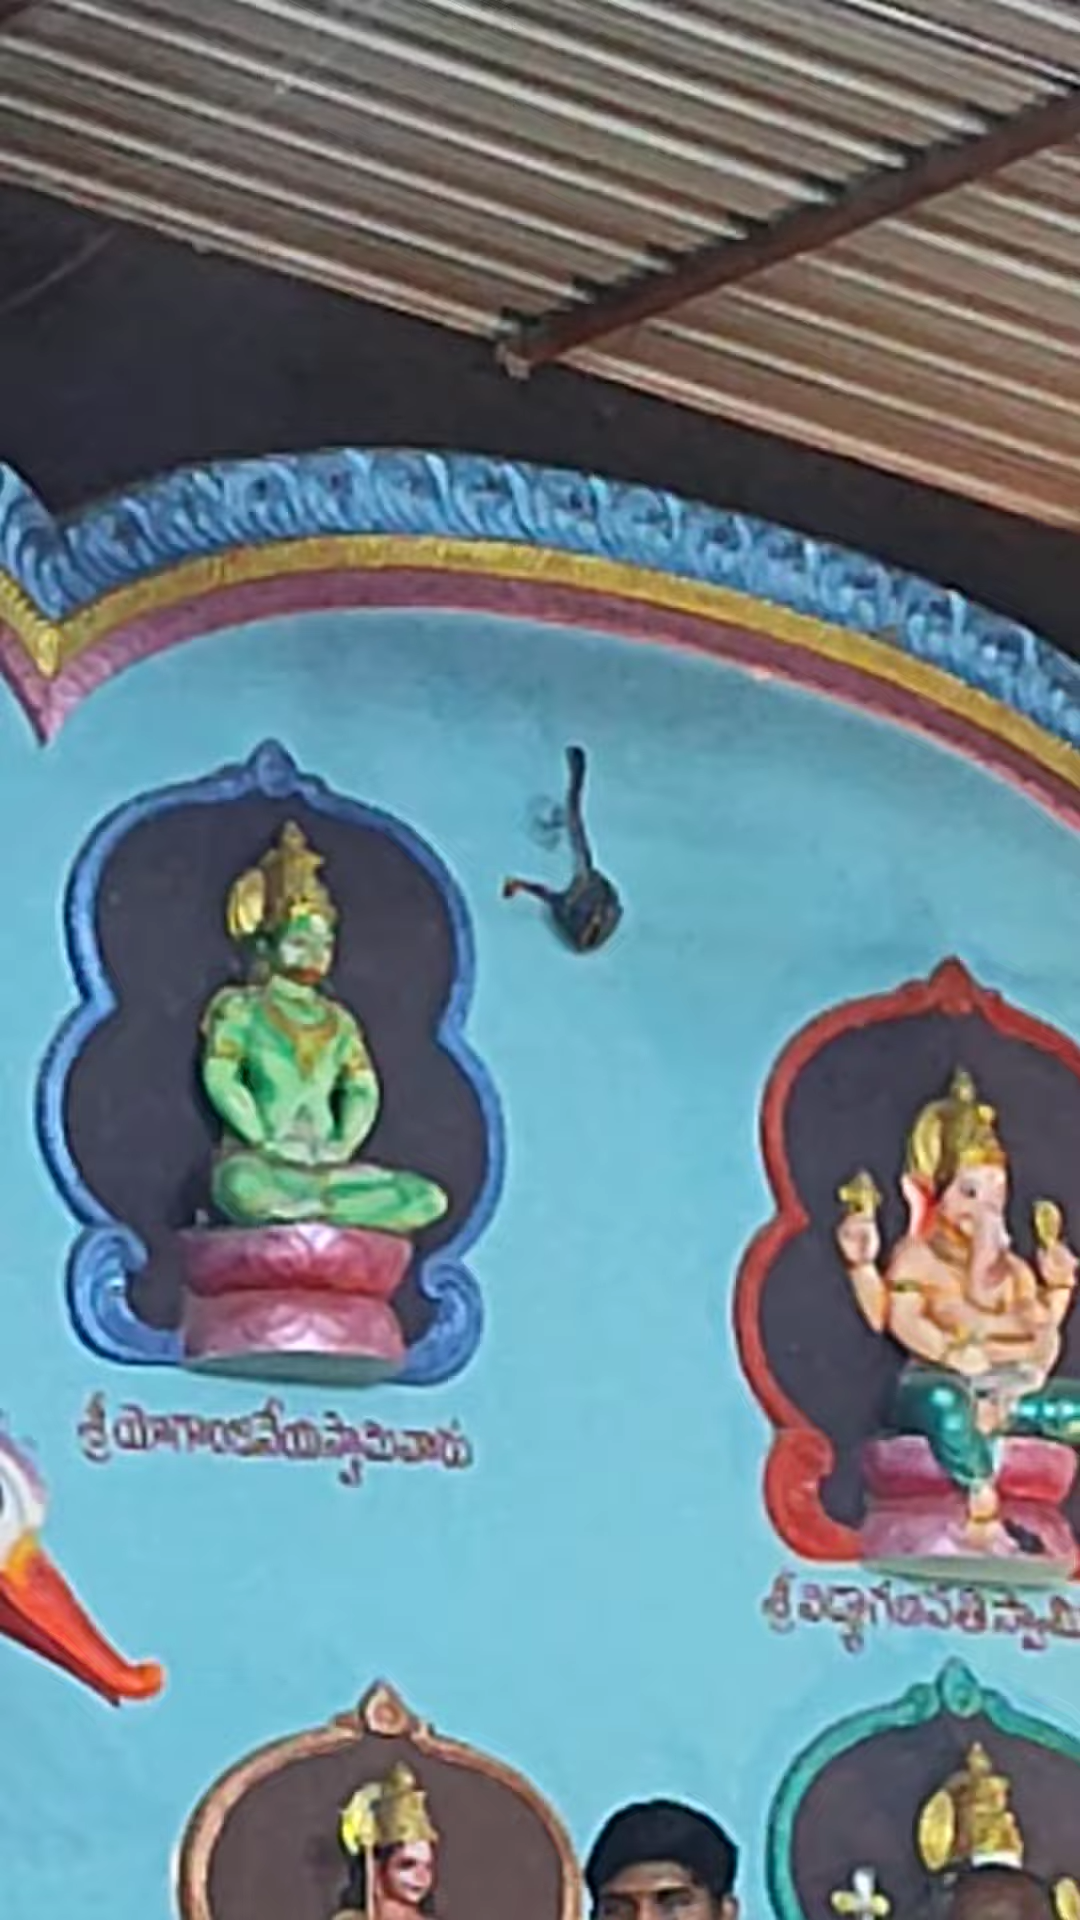 శ్రీ యోగాంజనేయస్వామివారు
శ్రీ విద్యాగణపతి స్వామి